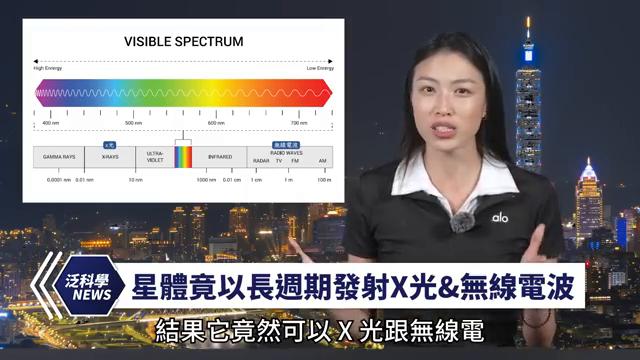 VISIBLE SPECTRUM
High Enrergy
Low Enrergy
400 nm
500 nm
600 nm
700 nm
x光
無線電波
GAMMA RAYS
X-RAYS
ULTRA-VIOLET
INFRARED
RADIO WAVES
RADAR TV FM AM
0.0001 nm
0.01 nm
10 nm
1000 nm
0.01 cm
1 cm
1 m
100 m
alo
泛科學
NEWS
星體竟以長週期發射X光&無線電波
結果它竟然可以 X 光跟無線電